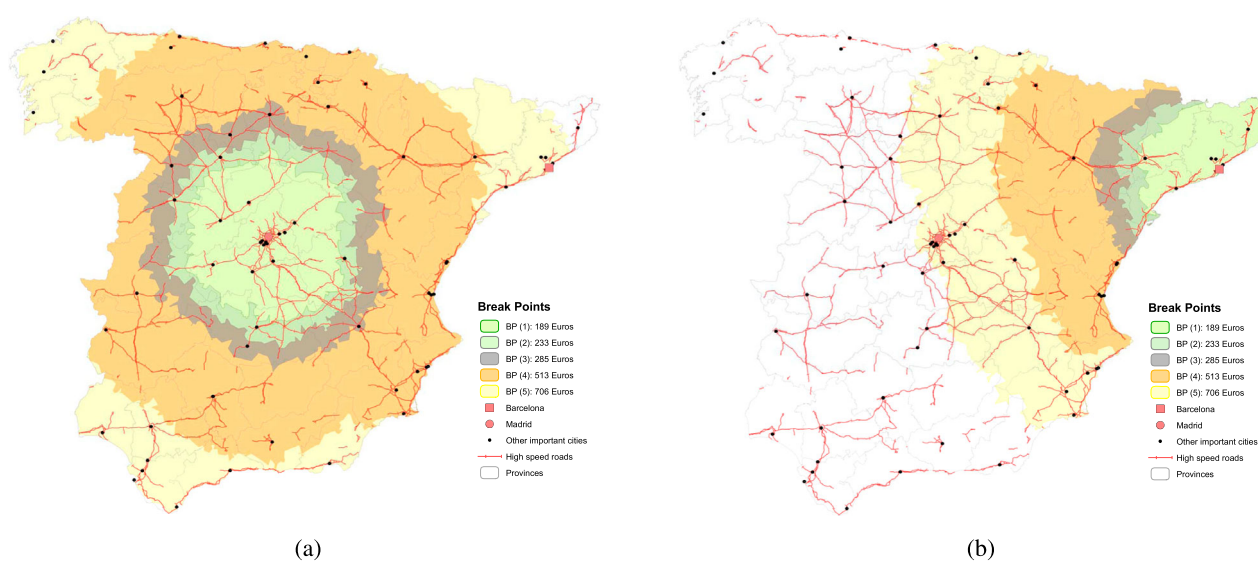 Break Points
BP (1): 189 Euros
BP (2): 233 Euros
BP (3): 285 Euros
BP (4): 513 Euros
BP (5): 706 Euros
Barcelona
Madrid
Other important cities
High speed roads
Provinces
(a)
Break Points
BP (1): 189 Euros
BP (2): 233 Euros
BP (3): 285 Euros
BP (4): 513 Euros
BP (5): 706 Euros
Barcelona
Madrid
Other important cities
High speed roads
Provinces
(b)